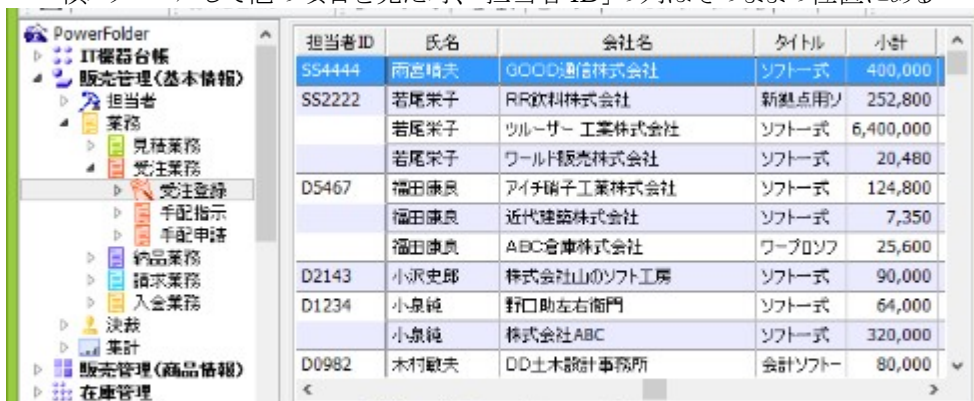 PowerFolder
IT機器台帳
販売管理(基本情報)
担当者
業務
見積業務
受注業務
受注登録
手配指示
手配申請
納品業務
請求業務
入会業務
決裁
集計
販売管理(商品情報)
在庫管理
担当者ID 氏名 会社名 タイトル 小計
SS4444 雨宮晴夫 GOOD通信株式会社 ソフト一式 400,000
SS2222 若尾栄子 RR飲料株式会社 新拠点用ソ 252,800
若尾栄子 ツルーザー工業株式会社 ソフト一式 6,400,000
若尾栄子 ワールド販売株式会社 ソフト一式 20,480
D5467 福田康良 アイチ硝子工業株式会社 ソフト一式 124,800
福田康良 近代建築株式会社 ソフト一式 7,350
福田康良 ABC倉庫株式会社 ワープロソフ 25,600
D2143 小沢史郎 株式会社山のソフト工房 ソフト一式 90,000
D1234 小泉純 野口助左右衛門 ソフト一式 64,000
小泉純 株式会社ABC ソフト一式 320,000
D0982 木村敏夫 DD土木設計事務所 会計ソフト一 80,000